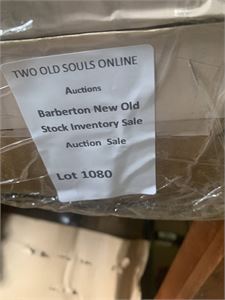 TWO OLD SOULS ONLINE
Auctions
Barberton New Old
Stock Inventory Sale
Auction Sale
Lot 1080